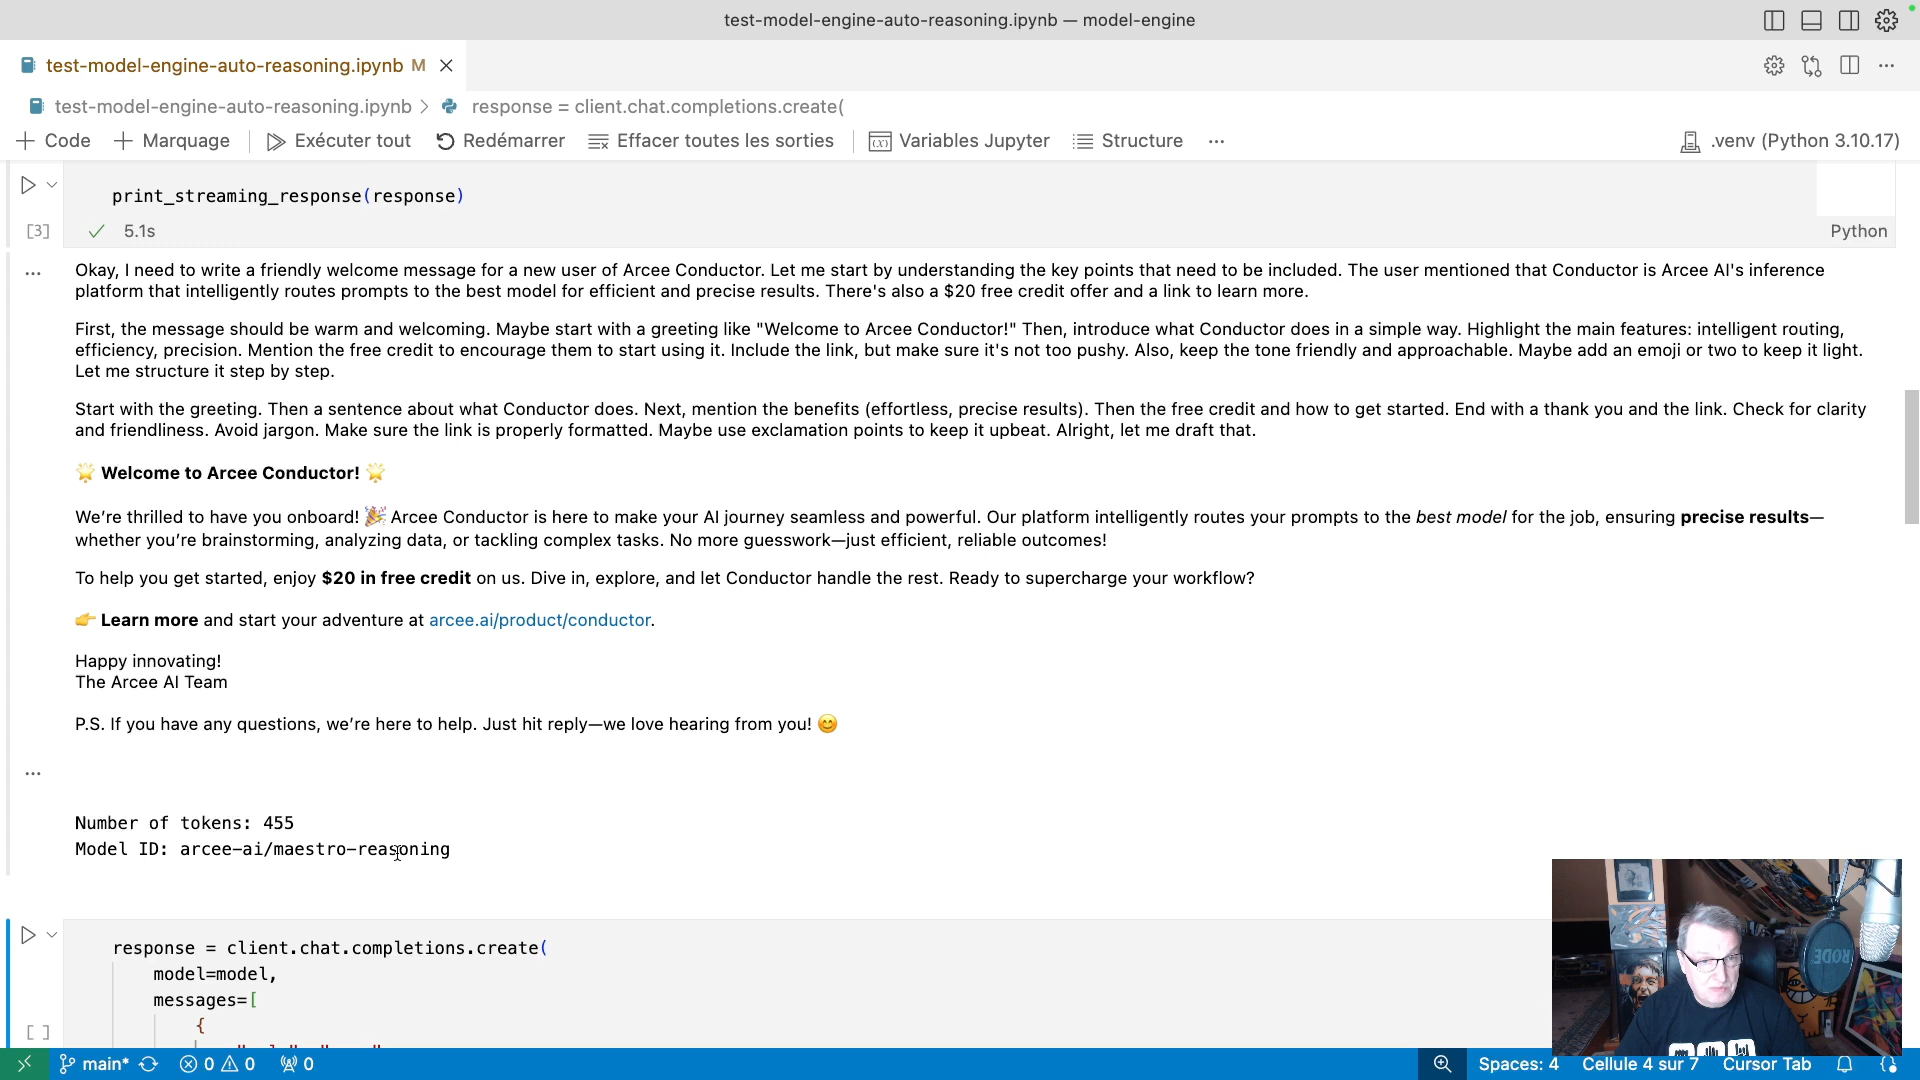 test-model-engine-auto-reasoning.ipynb — model-engine
test-model-engine-auto-reasoning.ipynb M
test-model-engine-auto-reasoning.ipynb > response = client.chat.completions.create(
Code Marquage Exécuter tout Redémarrer Effacer toutes les sorties Variables Jupyter Structure ... .venv (Python 3.10.17)
print_streaming_response(response)
[3] 5.1s Python
Okay, I need to write a friendly welcome message for a new user of Arcee Conductor. Let me start by understanding the key points that need to be included. The user mentioned that Conductor is Arcee AI's inference
platform that intelligently routes prompts to the best model for efficient and precise results. There's also a $20 free credit offer and a link to learn more.
First, the message should be warm and welcoming. Maybe start with a greeting like "Welcome to Arcee Conductor!" Then, introduce what Conductor does in a simple way. Highlight the main features: intelligent routing,
efficiency, precision. Mention the free credit to encourage them to start using it. Include the link, but make sure it's not too pushy. Also, keep the tone friendly and approachable. Maybe add an emoji or two to keep it light.
Let me structure it step by step.
Start with the greeting. Then a sentence about what Conductor does. Next, mention the benefits (effortless, precise results). Then the free credit and how to get started. End with a thank you and the link. Check for clarity
and friendliness. Avoid jargon. Make sure the link is properly formatted. Maybe use exclamation points to keep it upbeat. Alright, let me draft that.
🌟 Welcome to Arcee Conductor! 🌟
We're thrilled to have you onboard! 🎉 Arcee Conductor is here to make your AI journey seamless and powerful. Our platform intelligently routes your prompts to the best model for the job, ensuring precise results—
whether you're brainstorming, analyzing data, or tackling complex tasks. No more guesswork—just efficient, reliable outcomes!
To help you get started, enjoy $20 in free credit on us. Dive in, explore, and let Conductor handle the rest. Ready to supercharge your workflow?
👉 Learn more and start your adventure at arcee.ai/product/conductor.
Happy innovating!
The Arcee AI Team
P.S. If you have any questions, we're here to help. Just hit reply—we love hearing from you! 😊
Number of tokens: 455
Model ID: arcee-ai/maestro-reasoning
response = client.chat.completions.create(
model=model,
messages=[
{
[ ]
RODE
main* 0 0 0 Spaces: 4 Cellule 4 sur 7 Cursor Tab